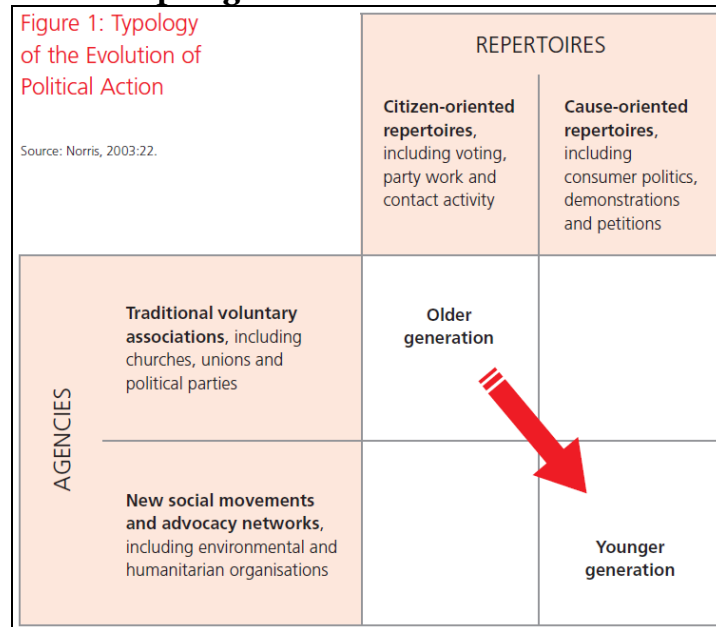 Figure 1: Typology
of the Evolution of
Political Action
Source: Norris, 2003:22.
REPERTOIRES
Citizen-oriented
repertoires,
including voting,
party work and
contact activity
Cause-oriented
repertoires,
including
consumer politics,
demonstrations
and petitions
AGENCIES
Traditional voluntary
associations, including
churches, unions and
political parties
Older
generation
New social movements
and advocacy networks,
including environmental and
humanitarian organisations
Younger
generation